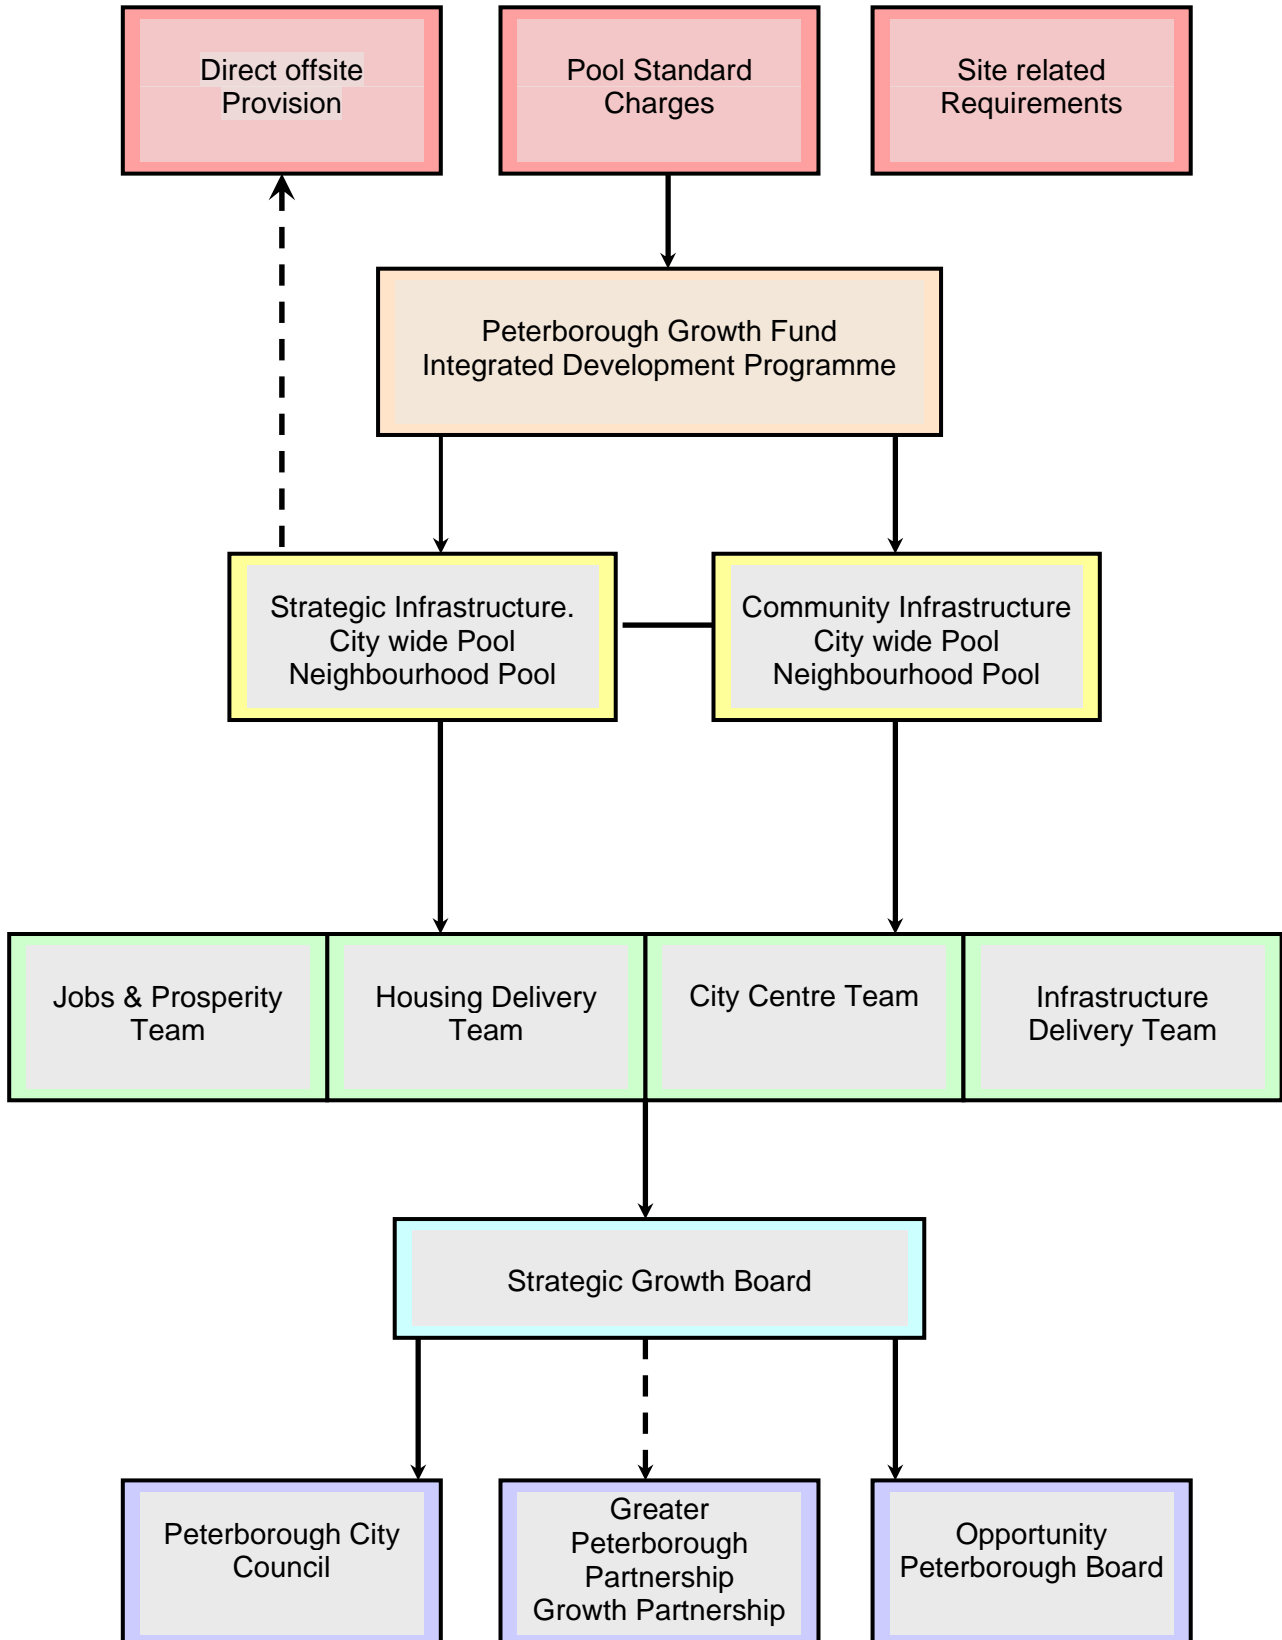 Direct offsite
Provision
Pool Standard
Charges
Site related
Requirements
Peterborough Growth Fund
Integrated Development Programme
Strategic Infrastructure.
City wide Pool
Neighbourhood Pool
Community Infrastructure
City wide Pool
Neighbourhood Pool
Jobs & Prosperity
Team
Housing Delivery
Team
City Centre Team
Infrastructure
Delivery Team
Strategic Growth Board
Peterborough City
Council
Greater
Peterborough
Partnership
Growth Partnership
Opportunity
Peterborough Board